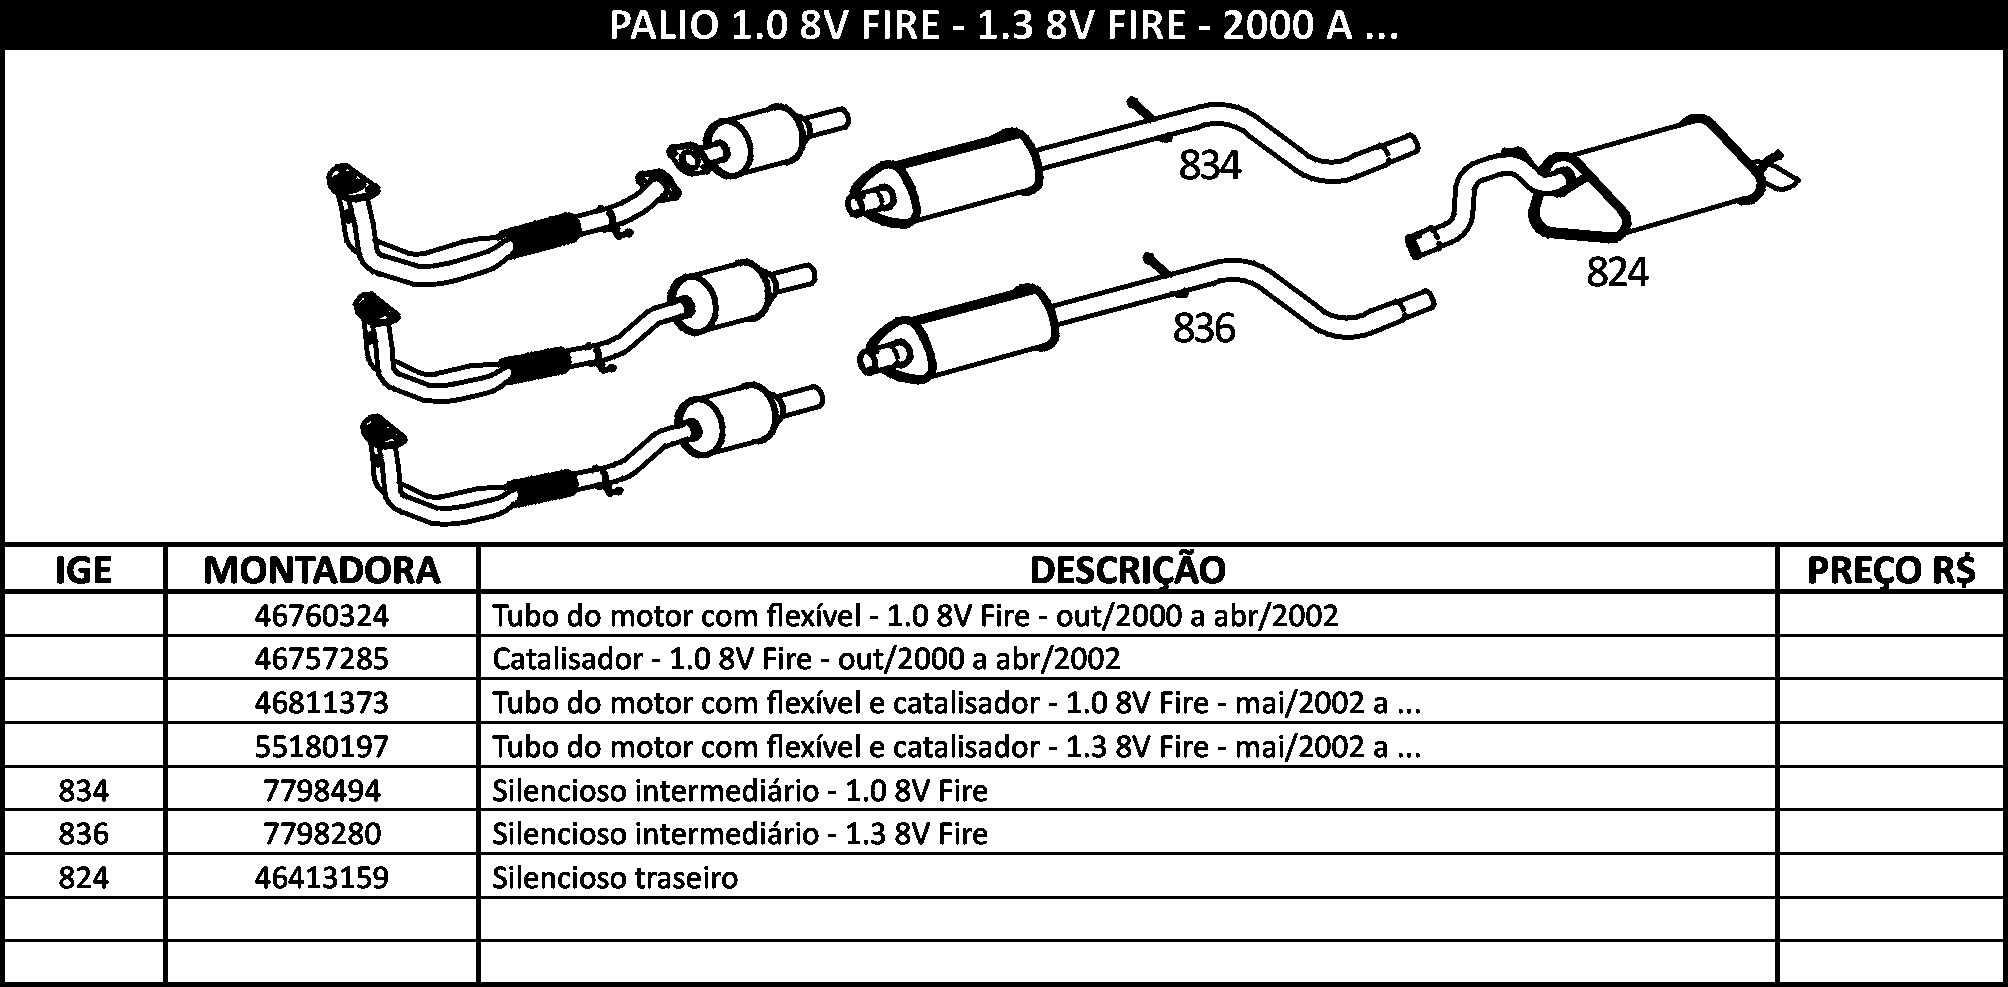 PALIO 1.0 8V FIRE - 1.3 8V FIRE - 2000 A ...
834
824
836
IGE MONTADORA DESCRIÇÃO PREÇO R$
46760324 Tubo do motor com flexível - 1.0 8V Fire - out/2000 a abr/2002
46757285 Catalisador - 1.0 8V Fire - out/2000 a abr/2002
46811373 Tubo do motor com flexível e catalisador - 1.0 8V Fire - mai/2002 a ...
55180197 Tubo do motor com flexível e catalisador - 1.3 8V Fire - mai/2002 a ...
834 7798494 Silencioso intermediário - 1.0 8V Fire
836 7798280 Silencioso intermediário - 1.3 8V Fire
824 46413159 Silencioso traseiro